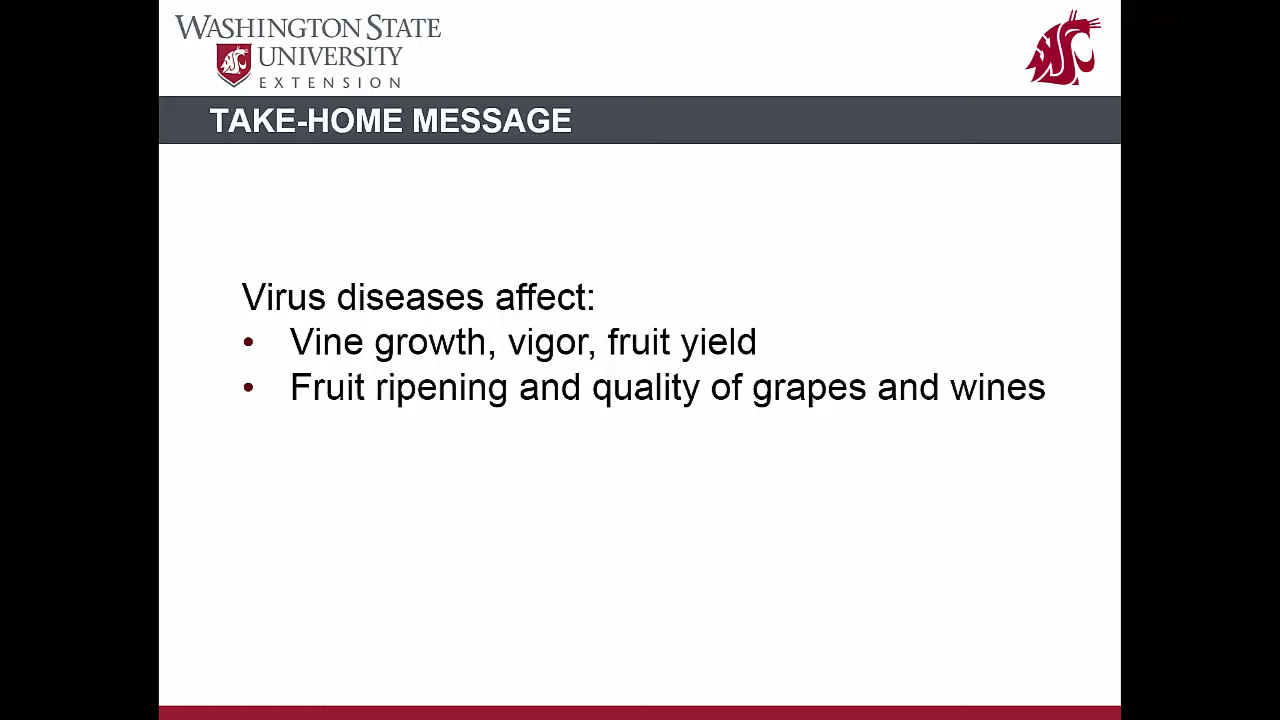 WASHINGTON STATE
UNIVERSITY
EXTENSION
TAKE-HOME MESSAGE
Virus diseases affect:
• Vine growth, vigor, fruit yield
• Fruit ripening and quality of grapes and wines